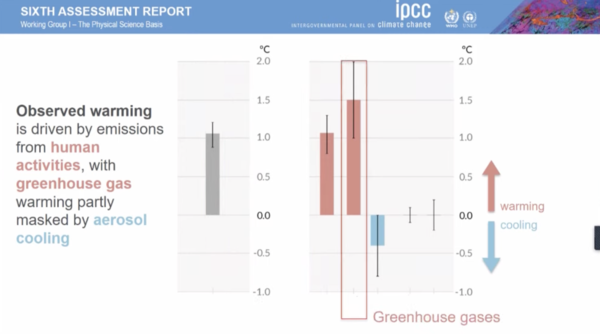 SIXTH ASSESSMENT REPORT
Working Group I – The Physical Science Basis
ipcc
INTERGOVERNMENTAL PANEL ON climate change
WMO
Observed warming
is driven by emissions
from human
activities, with
greenhouse gas
warming partly
masked by aerosol
cooling
°C
2.0
1.5
1.0
0.5
0.0
-0.5
-1.0
°C
2.0
1.5
1.0
0.5
0.0
-0.5
-1.0
warming
cooling
Greenhouse gases